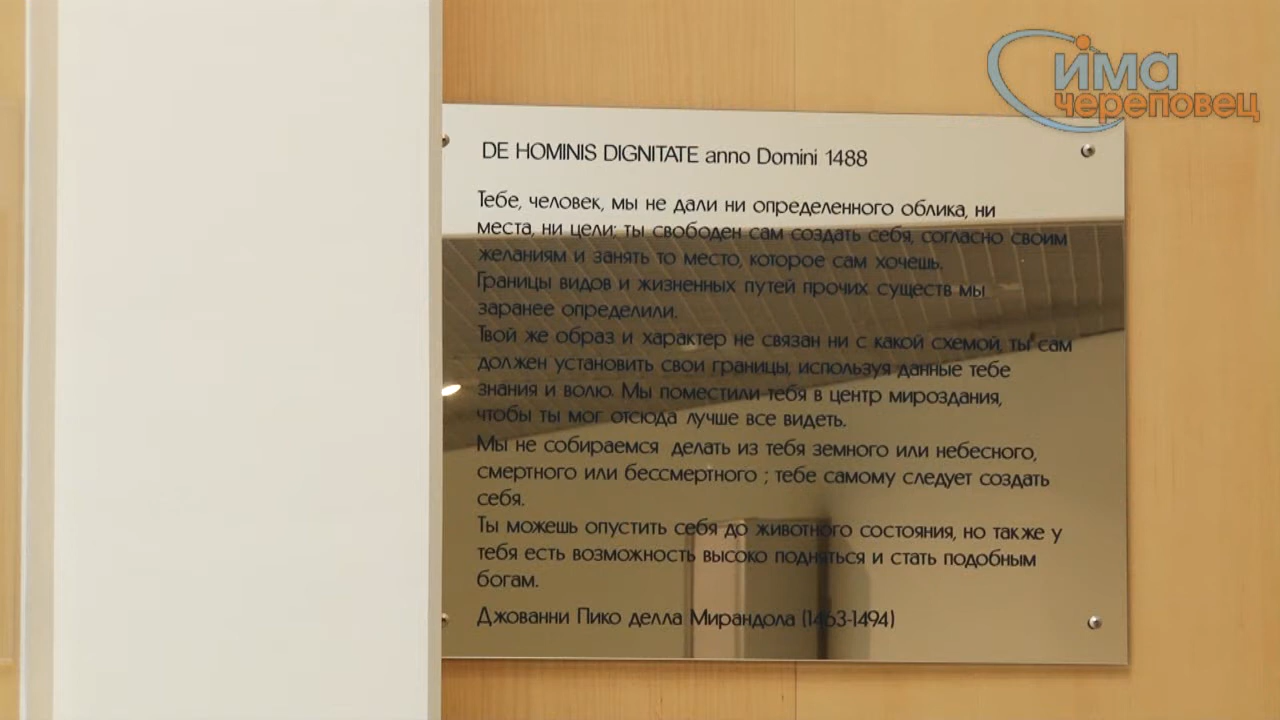 има
череповец
DE HOMINIS DIGNITATE anno Domini 1488
Тебе, человек, мы не дали ни определенного облика, ни
места, ни цели; ты свободен сам создать себя, согласно своим
желаниям и занять то место, которое сам хочешь.
Границы видов и жизненных путей прочих существ мы
заранее определили.
Твой же образ и характер не связан ни с какой схемой, ты сам
должен установить свои границы, используя данные тебе
знания и волю. Мы поместили тебя в центр мироздания,
чтобы ты мог отсюда лучше все видеть.
Мы не собираемся делать из тебя земного или небесного,
смертного или бессмертного ; тебе самому следует создать
себя.
Ты можешь опустить себя до животного состояния, но также у
тебя есть возможность высоко подняться и стать подобным
богам.
Джованни Пико делла Мирандола (1463-1494)